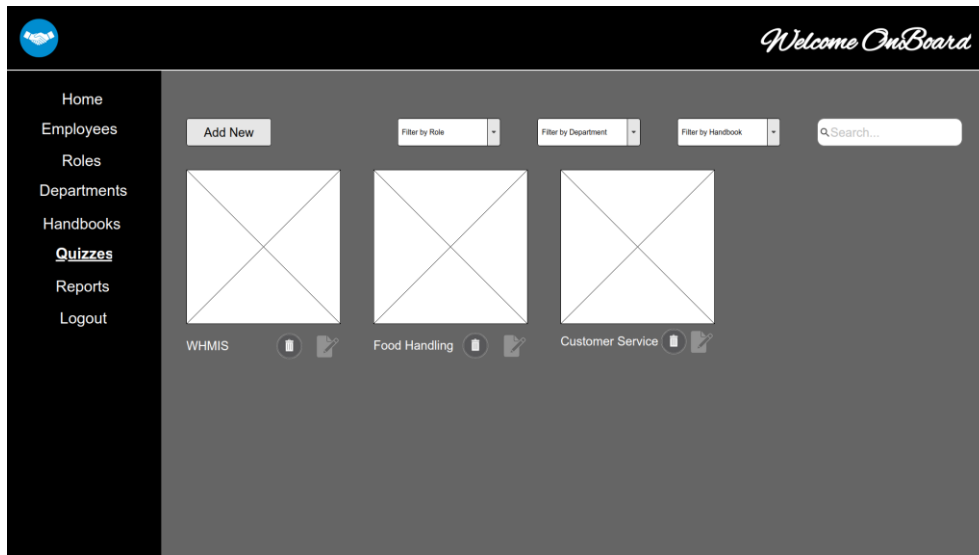 Welcome OnBoard
Home
Employees
Roles
Departments
Handbooks
Quizzes
Reports
Logout
Add New
Filter by Role
Filter by Department
Filter by Handbook
Search...
WHMIS
Food Handling
Customer Service